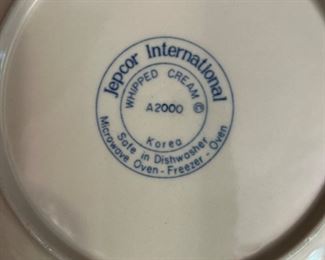 Jepcor International
WHIPPED CREAM ©
A2000
Korea
Safe in Dishwasher
Microwave Oven - Freezer - Oven